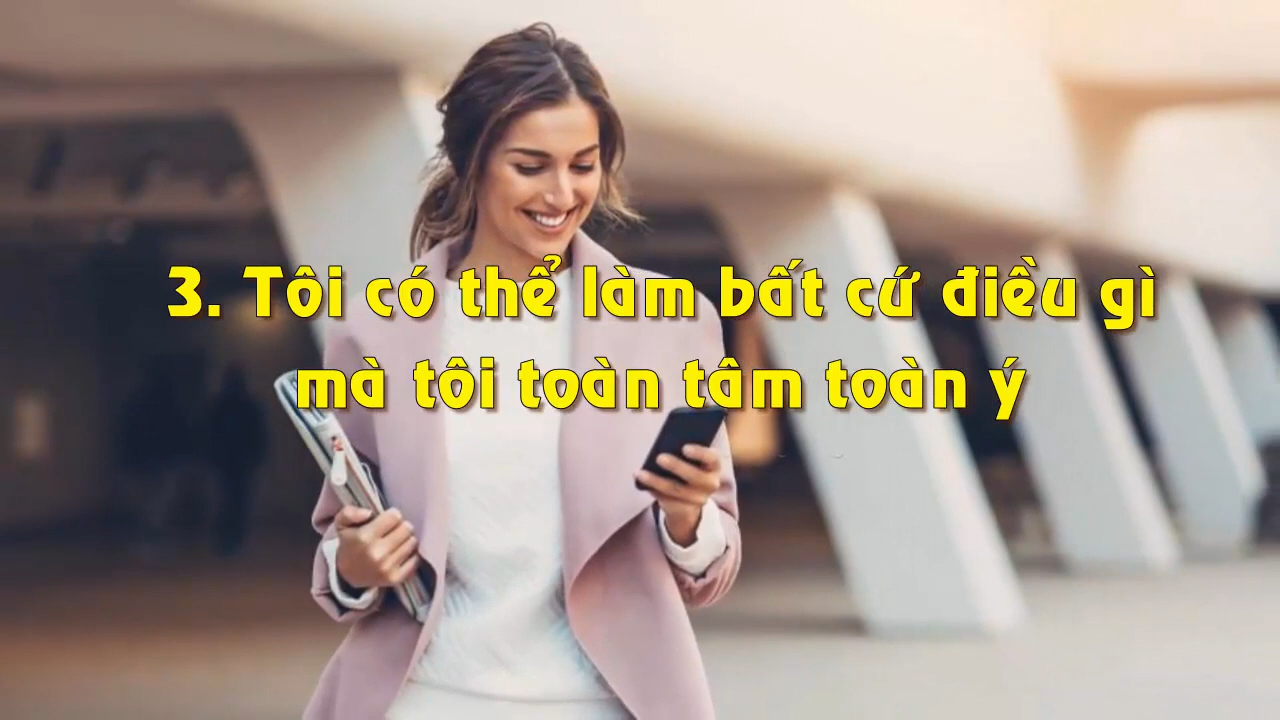 3. Tôi có thể làm bất cứ điều gì
mà tôi toàn tâm toàn ý